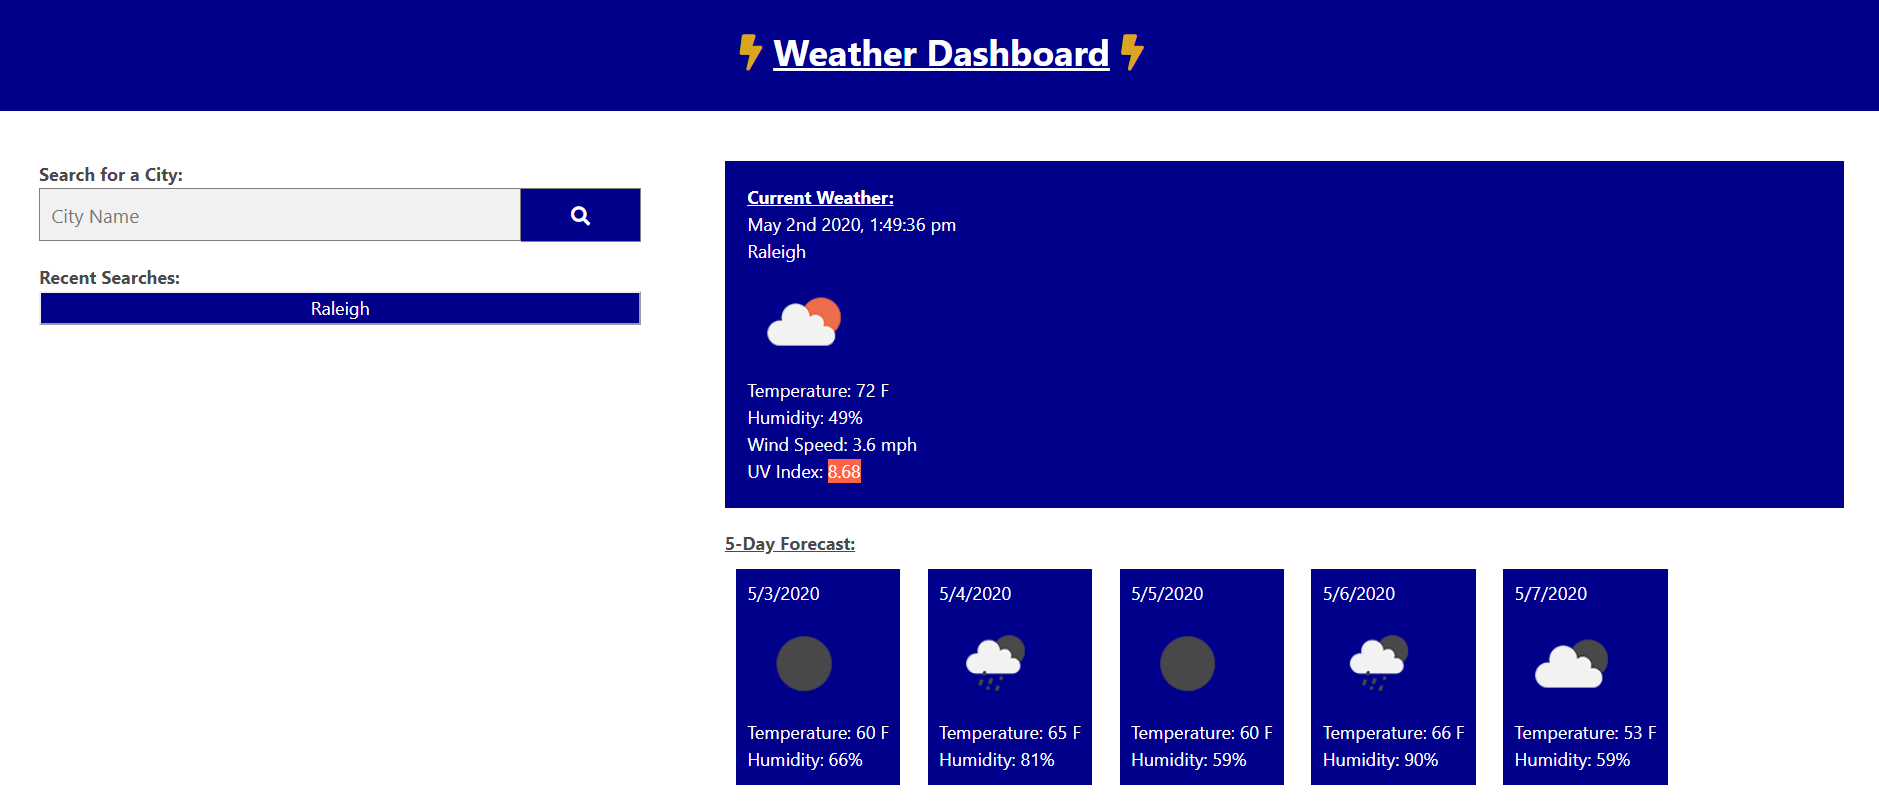 Weather Dashboard
Search for a City:
City Name
Recent Searches:
Raleigh
Current Weather:
May 2nd 2020, 1:49:36 pm
Raleigh
Temperature: 72 F
Humidity: 49%
Wind Speed: 3.6 mph
UV Index: 8.68
5-Day Forecast:
5/3/2020
Temperature: 60 F
Humidity: 66%
5/4/2020
Temperature: 65 F
Humidity: 81%
5/5/2020
Temperature: 60 F
Humidity: 59%
5/6/2020
Temperature: 66 F
Humidity: 90%
5/7/2020
Temperature: 53 F
Humidity: 59%